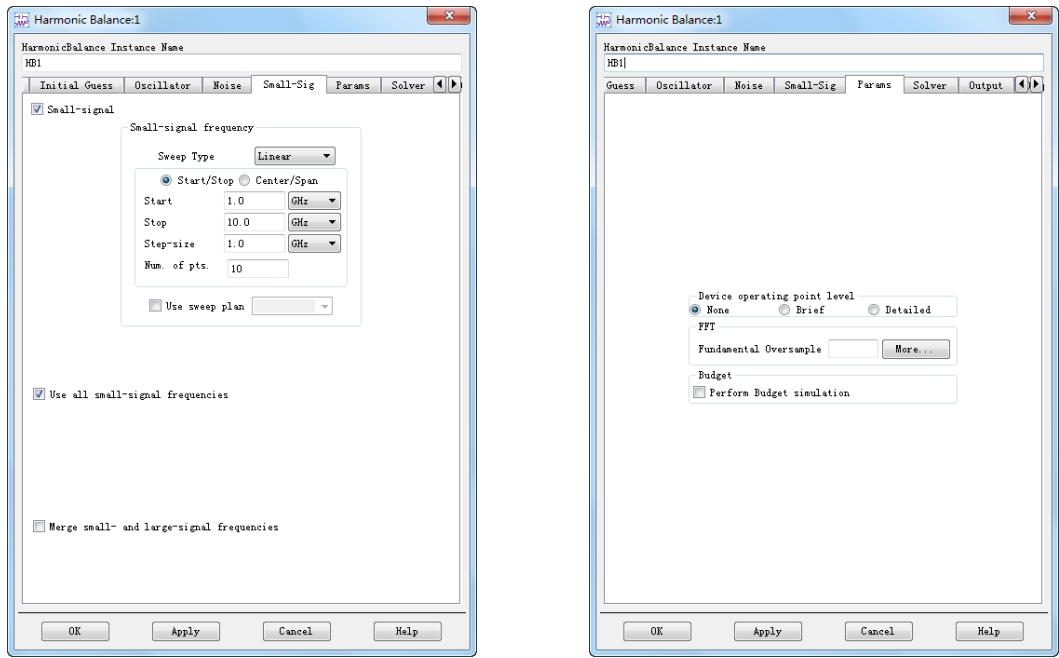 Harmonic Balance:1
HarmonicBalance Instance Name
HB1
Initial Guess Oscillator Noise Small-Sig Params Solver
Small-signal
Small-signal frequency
Sweep Type Linear
Start/Stop Center/Span
Start 1.0 GHz
Stop 10.0 GHz
Step-size 1.0 GHz
Num. of pts. 10
Use sweep plan
Use all small-signal frequencies
Merge small- and large-signal frequencies
OK Apply Cancel Help
Harmonic Balance:1
HarmonicBalance Instance Name
HB1
Guess Oscillator Noise Small-Sig Params Solver Output
Device operating point level
None Brief Detailed
FFT
Fundamental Oversample More...
Budget
Perform Budget simulation
OK Apply Cancel Help